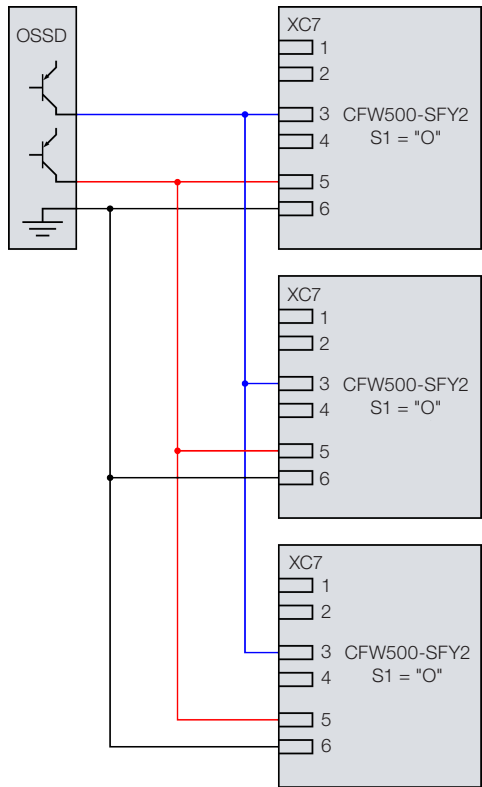 OSSD
XC7
1
2
3 CFW500-SFY2
4 S1 = "O"
5
6
XC7
1
2
3 CFW500-SFY2
4 S1 = "O"
5
6
XC7
1
2
3 CFW500-SFY2
4 S1 = "O"
5
6